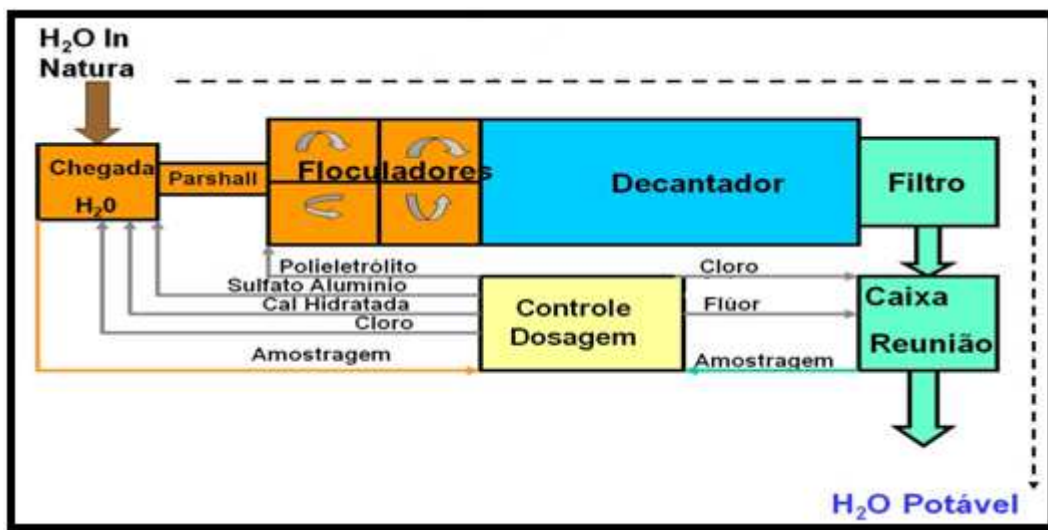 H₂O In
Natura
Chegada
H₂0
Parshall
Floculadores
Decantador
Filtro
Polieletrólito
Sulfato Alumínio
Cal Hidratada
Cloro
Amostragem
Controle
Dosagem
Cloro
Flúor
Amostragem
Caixa
Reunião
H₂O Potável